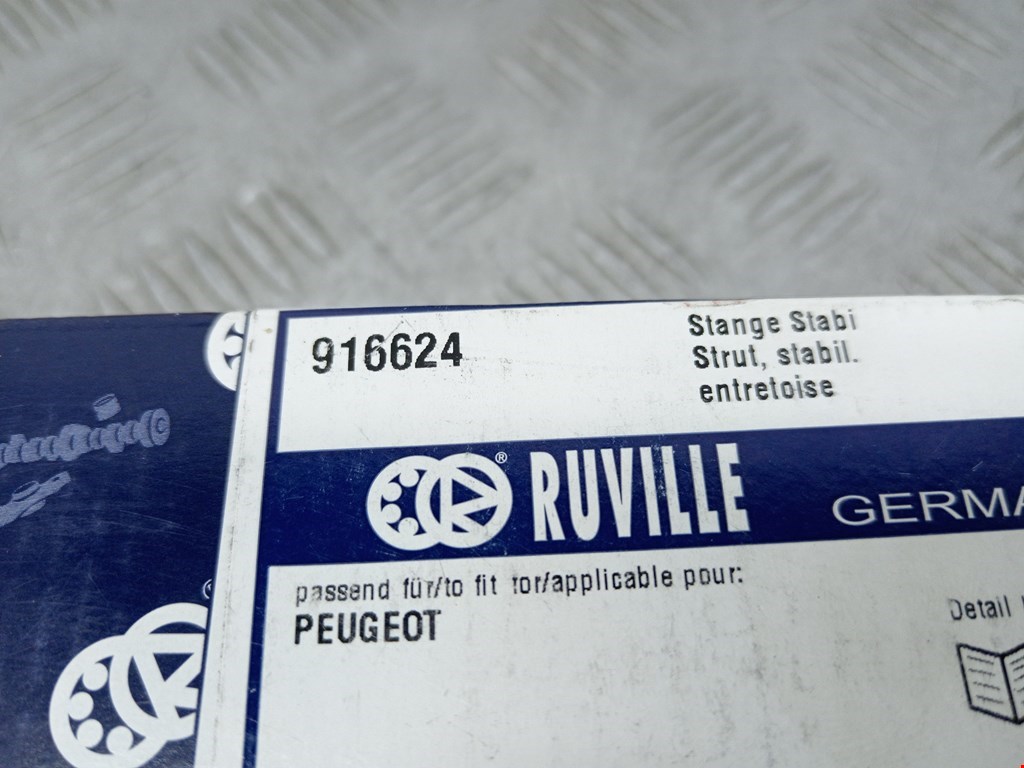 916624
Stange Stabi
Strut, stabil.
entretoise
® RUVILLE
GERMA
passend für/to fit for/applicable pour:
PEUGEOT
Detail